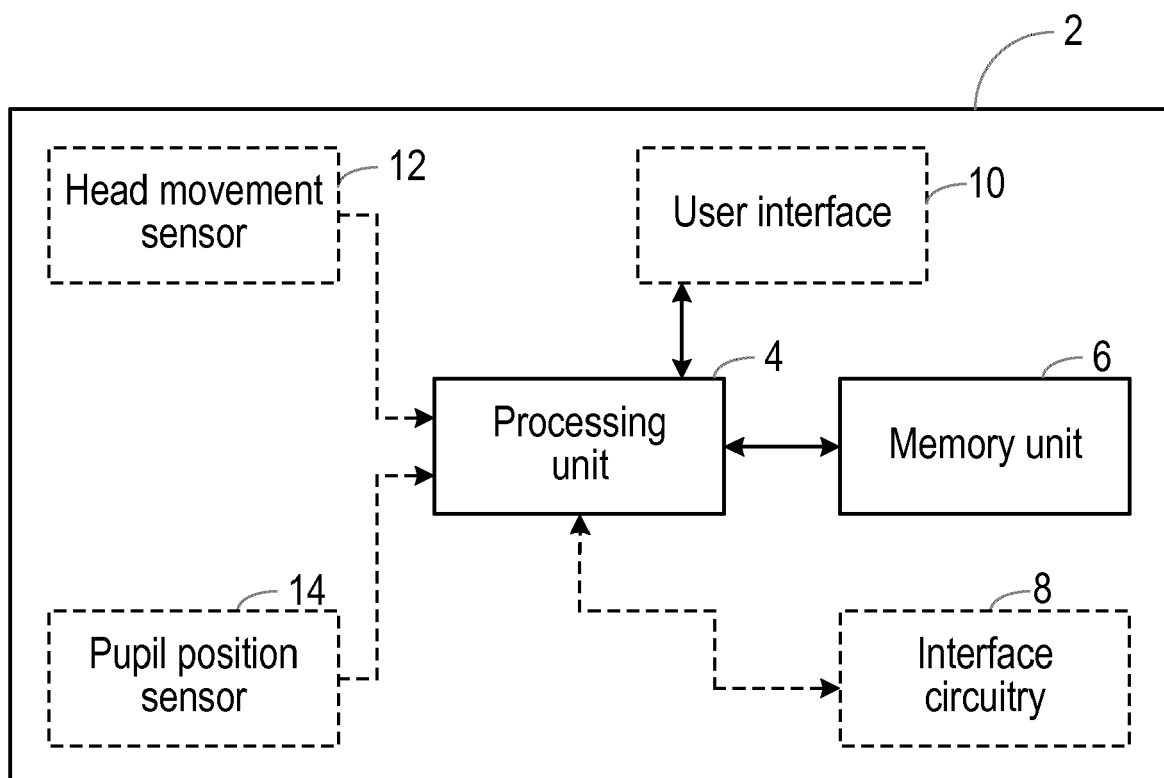 2
Head movement
sensor
12
User interface
10
Processing
unit
4
Memory unit
6
Pupil position
sensor
14
Interface
circuitry
8